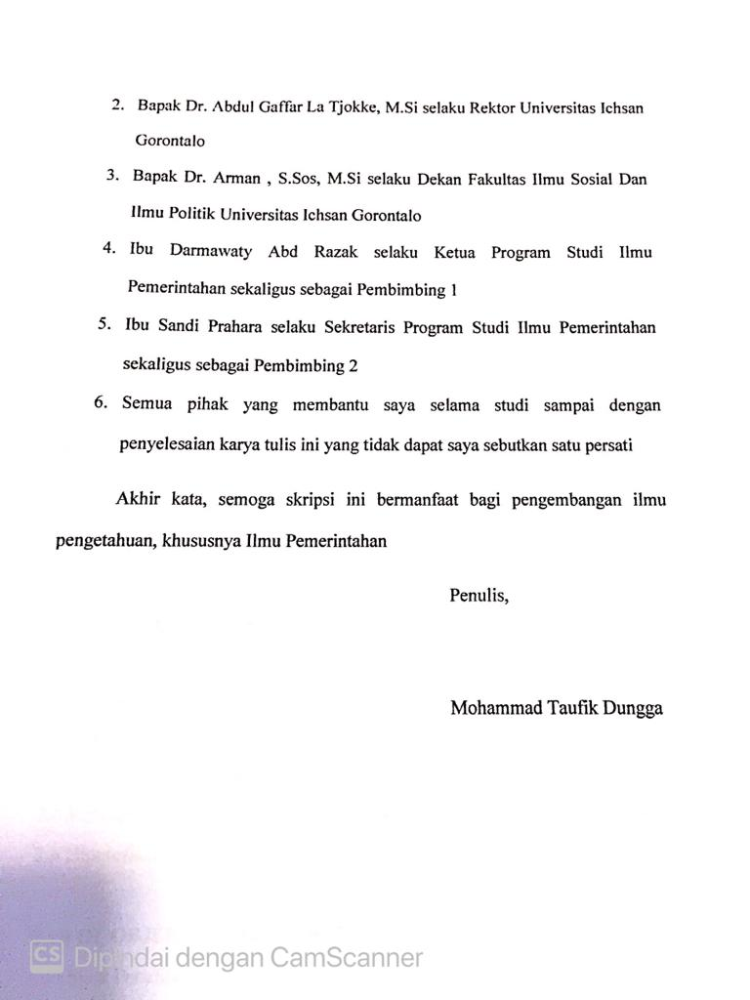 2. Bapak Dr. Abdul Gaffar La Tjokke, M.Si selaku Rektor Universitas Ichsan
Gorontalo
3. Bapak Dr. Arman , S.Sos, M.Si selaku Dekan Fakultas Ilmu Sosial Dan
Ilmu Politik Universitas Ichsan Gorontalo
4. Ibu Darmawaty Abd Razak selaku Ketua Program Studi Ilmu
Pemerintahan sekaligus sebagai Pembimbing 1
5. Ibu Sandi Prahara selaku Sekretaris Program Studi Ilmu Pemerintahan
sekaligus sebagai Pembimbing 2
6. Semua pihak yang membantu saya selama studi sampai dengan
penyelesaian karya tulis ini yang tidak dapat saya sebutkan satu persati
Akhir kata, semoga skripsi ini bermanfaat bagi pengembangan ilmu
pengetahuan, khususnya Ilmu Pemerintahan
Penulis,
Mohammad Taufik Dungga
CS Dipindai dengan CamScanner